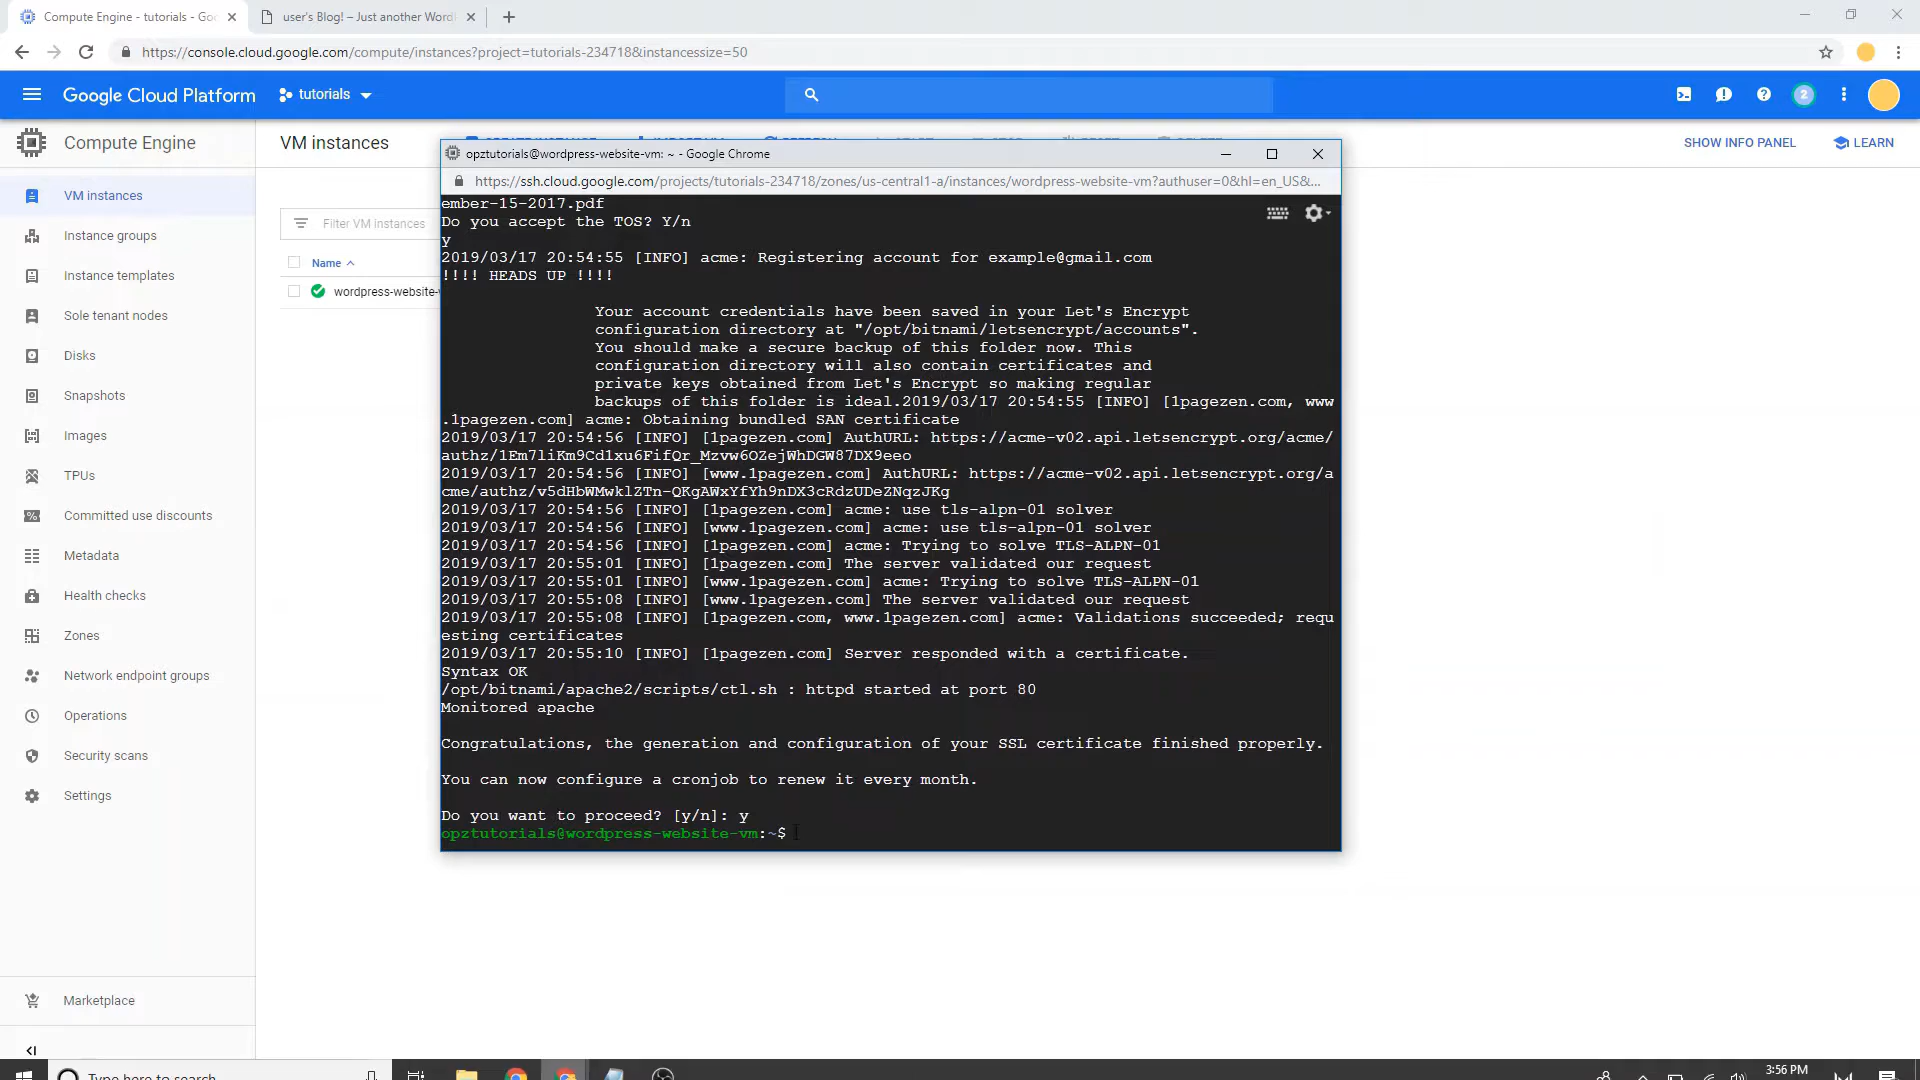 Compute Engine - tutorials - Goo
user's Blog! – Just another Word
https://console.cloud.google.com/compute/instances?project=tutorials-234718&instancessize=50
Google Cloud Platform
tutorials
2
Compute Engine
VM instances
SHOW INFO PANEL
LEARN
opztutorials@wordpress-website-vm: ~ - Google Chrome
https://ssh.cloud.google.com/projects/tutorials-234718/zones/us-central1-a/instances/wordpress-website-vm?authuser=0&hl=en_US&...
VM instances
Instance groups
Instance templates
Sole tenant nodes
Disks
Snapshots
Images
TPUs
Committed use discounts
Metadata
Health checks
Zones
Network endpoint groups
Operations
Security scans
Settings
Marketplace
Filter VM instances
Name
wordpress-website-v
ember-15-2017.pdf
Do you accept the TOS? Y/n
y
2019/03/17 20:54:55 [INFO] acme: Registering account for example@gmail.com
!!!! HEADS UP !!!!
Your account credentials have been saved in your Let's Encrypt
configuration directory at "/opt/bitnami/letsencrypt/accounts".
You should make a secure backup of this folder now. This
configuration directory will also contain certificates and
private keys obtained from Let's Encrypt so making regular
backups of this folder is ideal.2019/03/17 20:54:55 [INFO] [1pagezen.com, www
.1pagezen.com] acme: Obtaining bundled SAN certificate
2019/03/17 20:54:56 [INFO] [1pagezen.com] AuthURL: https://acme-v02.api.letsencrypt.org/acme/
authz/1Em7liKm9Cd1xu6FifQr_Mzvw6OZejWhDGW87DX9eeo
2019/03/17 20:54:56 [INFO] [www.1pagezen.com] AuthURL: https://acme-v02.api.letsencrypt.org/a
cme/authz/v5dHbWMwklZTn-QKgAWxYfYh9nDX3cRdzUDeZNqzJKg
2019/03/17 20:54:56 [INFO] [1pagezen.com] acme: use tls-alpn-01 solver
2019/03/17 20:54:56 [INFO] [www.1pagezen.com] acme: use tls-alpn-01 solver
2019/03/17 20:54:56 [INFO] [1pagezen.com] acme: Trying to solve TLS-ALPN-01
2019/03/17 20:55:01 [INFO] [1pagezen.com] The server validated our request
2019/03/17 20:55:01 [INFO] [www.1pagezen.com] acme: Trying to solve TLS-ALPN-01
2019/03/17 20:55:08 [INFO] [www.1pagezen.com] The server validated our request
2019/03/17 20:55:08 [INFO] [1pagezen.com, www.1pagezen.com] acme: Validations succeeded; requ
esting certificates
2019/03/17 20:55:10 [INFO] [1pagezen.com] Server responded with a certificate.
Syntax OK
/opt/bitnami/apache2/scripts/ctl.sh : httpd started at port 80
Monitored apache
Congratulations, the generation and configuration of your SSL certificate finished properly.
You can now configure a cronjob to renew it every month.
Do you want to proceed? [y/n]: y
opztutorials@wordpress-website-vm:~$
Type here to search
3:56 PM